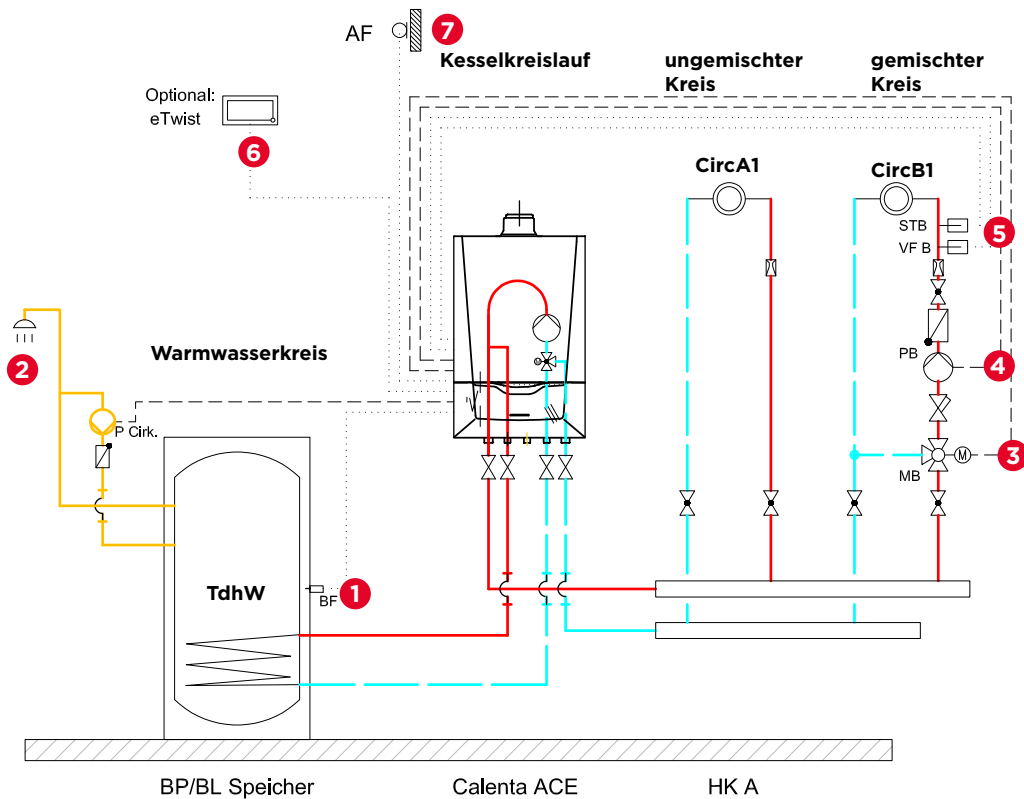 AF
7
Kesselkreislauf
ungemischter
Kreis
gemischter
Kreis
Optional:
eTwist
6
CircA1
CircB1
STB
5
VF B
2
Warmwasserkreis
PB
4
P Cirk.
M
3
MB
TdhW
BF
1
BP/BL Speicher
Calenta ACE
HK A